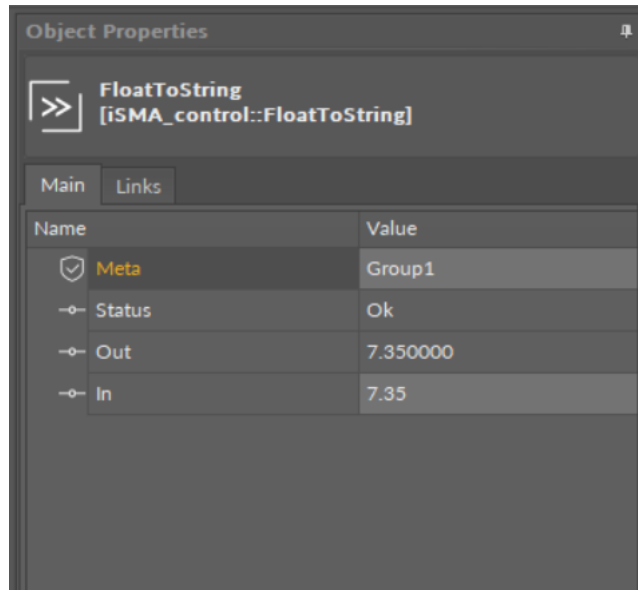 Object Properties
FloatToString
[iSMA_control::FloatToString]
Main Links
Name Value
Meta Group1
Status Ok
Out 7.350000
In 7.35